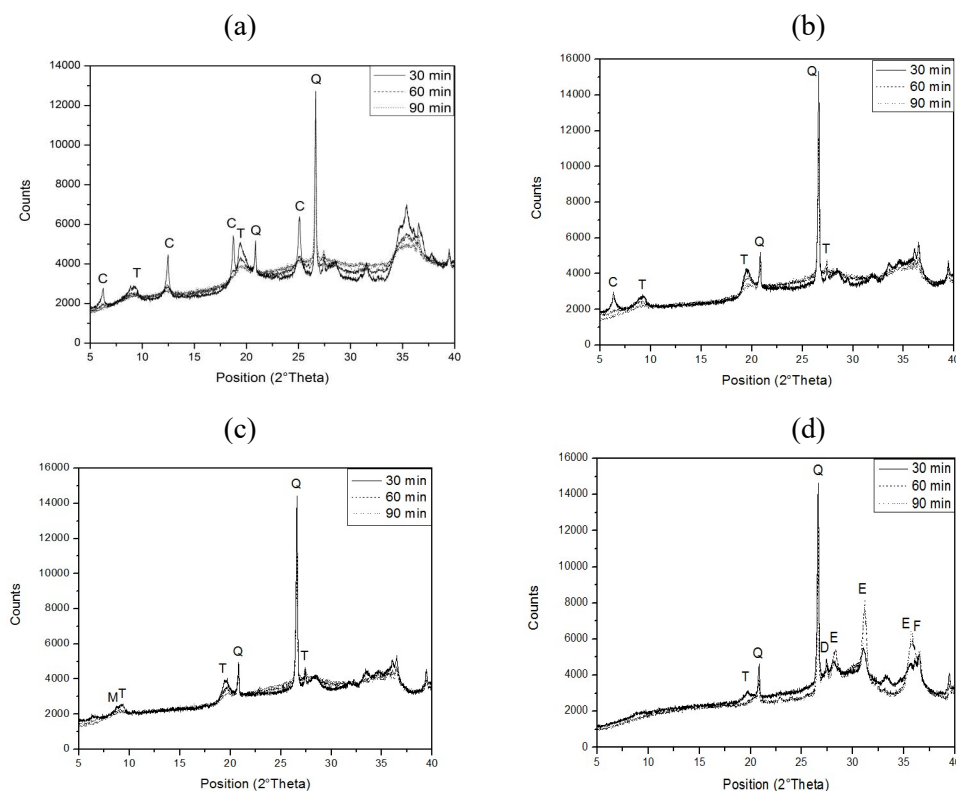 (a)
14000
12000
10000
8000
6000
4000
2000
0
Counts
5 10 15 20 25 30 35 40
Position (2°Theta)
30 min
60 min
90 min
C T C C T Q C Q
(b)
16000
14000
12000
10000
8000
6000
4000
2000
0
Counts
5 10 15 20 25 30 35 40
Position (2°Theta)
30 min
60 min
90 min
C T T Q Q T
(c)
16000
14000
12000
10000
8000
6000
4000
2000
0
Counts
5 10 15 20 25 30 35 40
Position (2°Theta)
30 min
60 min
90 min
M T T Q Q T
(d)
16000
14000
12000
10000
8000
6000
4000
2000
0
Counts
5 10 15 20 25 30 35 40
Position (2°Theta)
30 min
60 min
90 min
T Q Q D E E E F